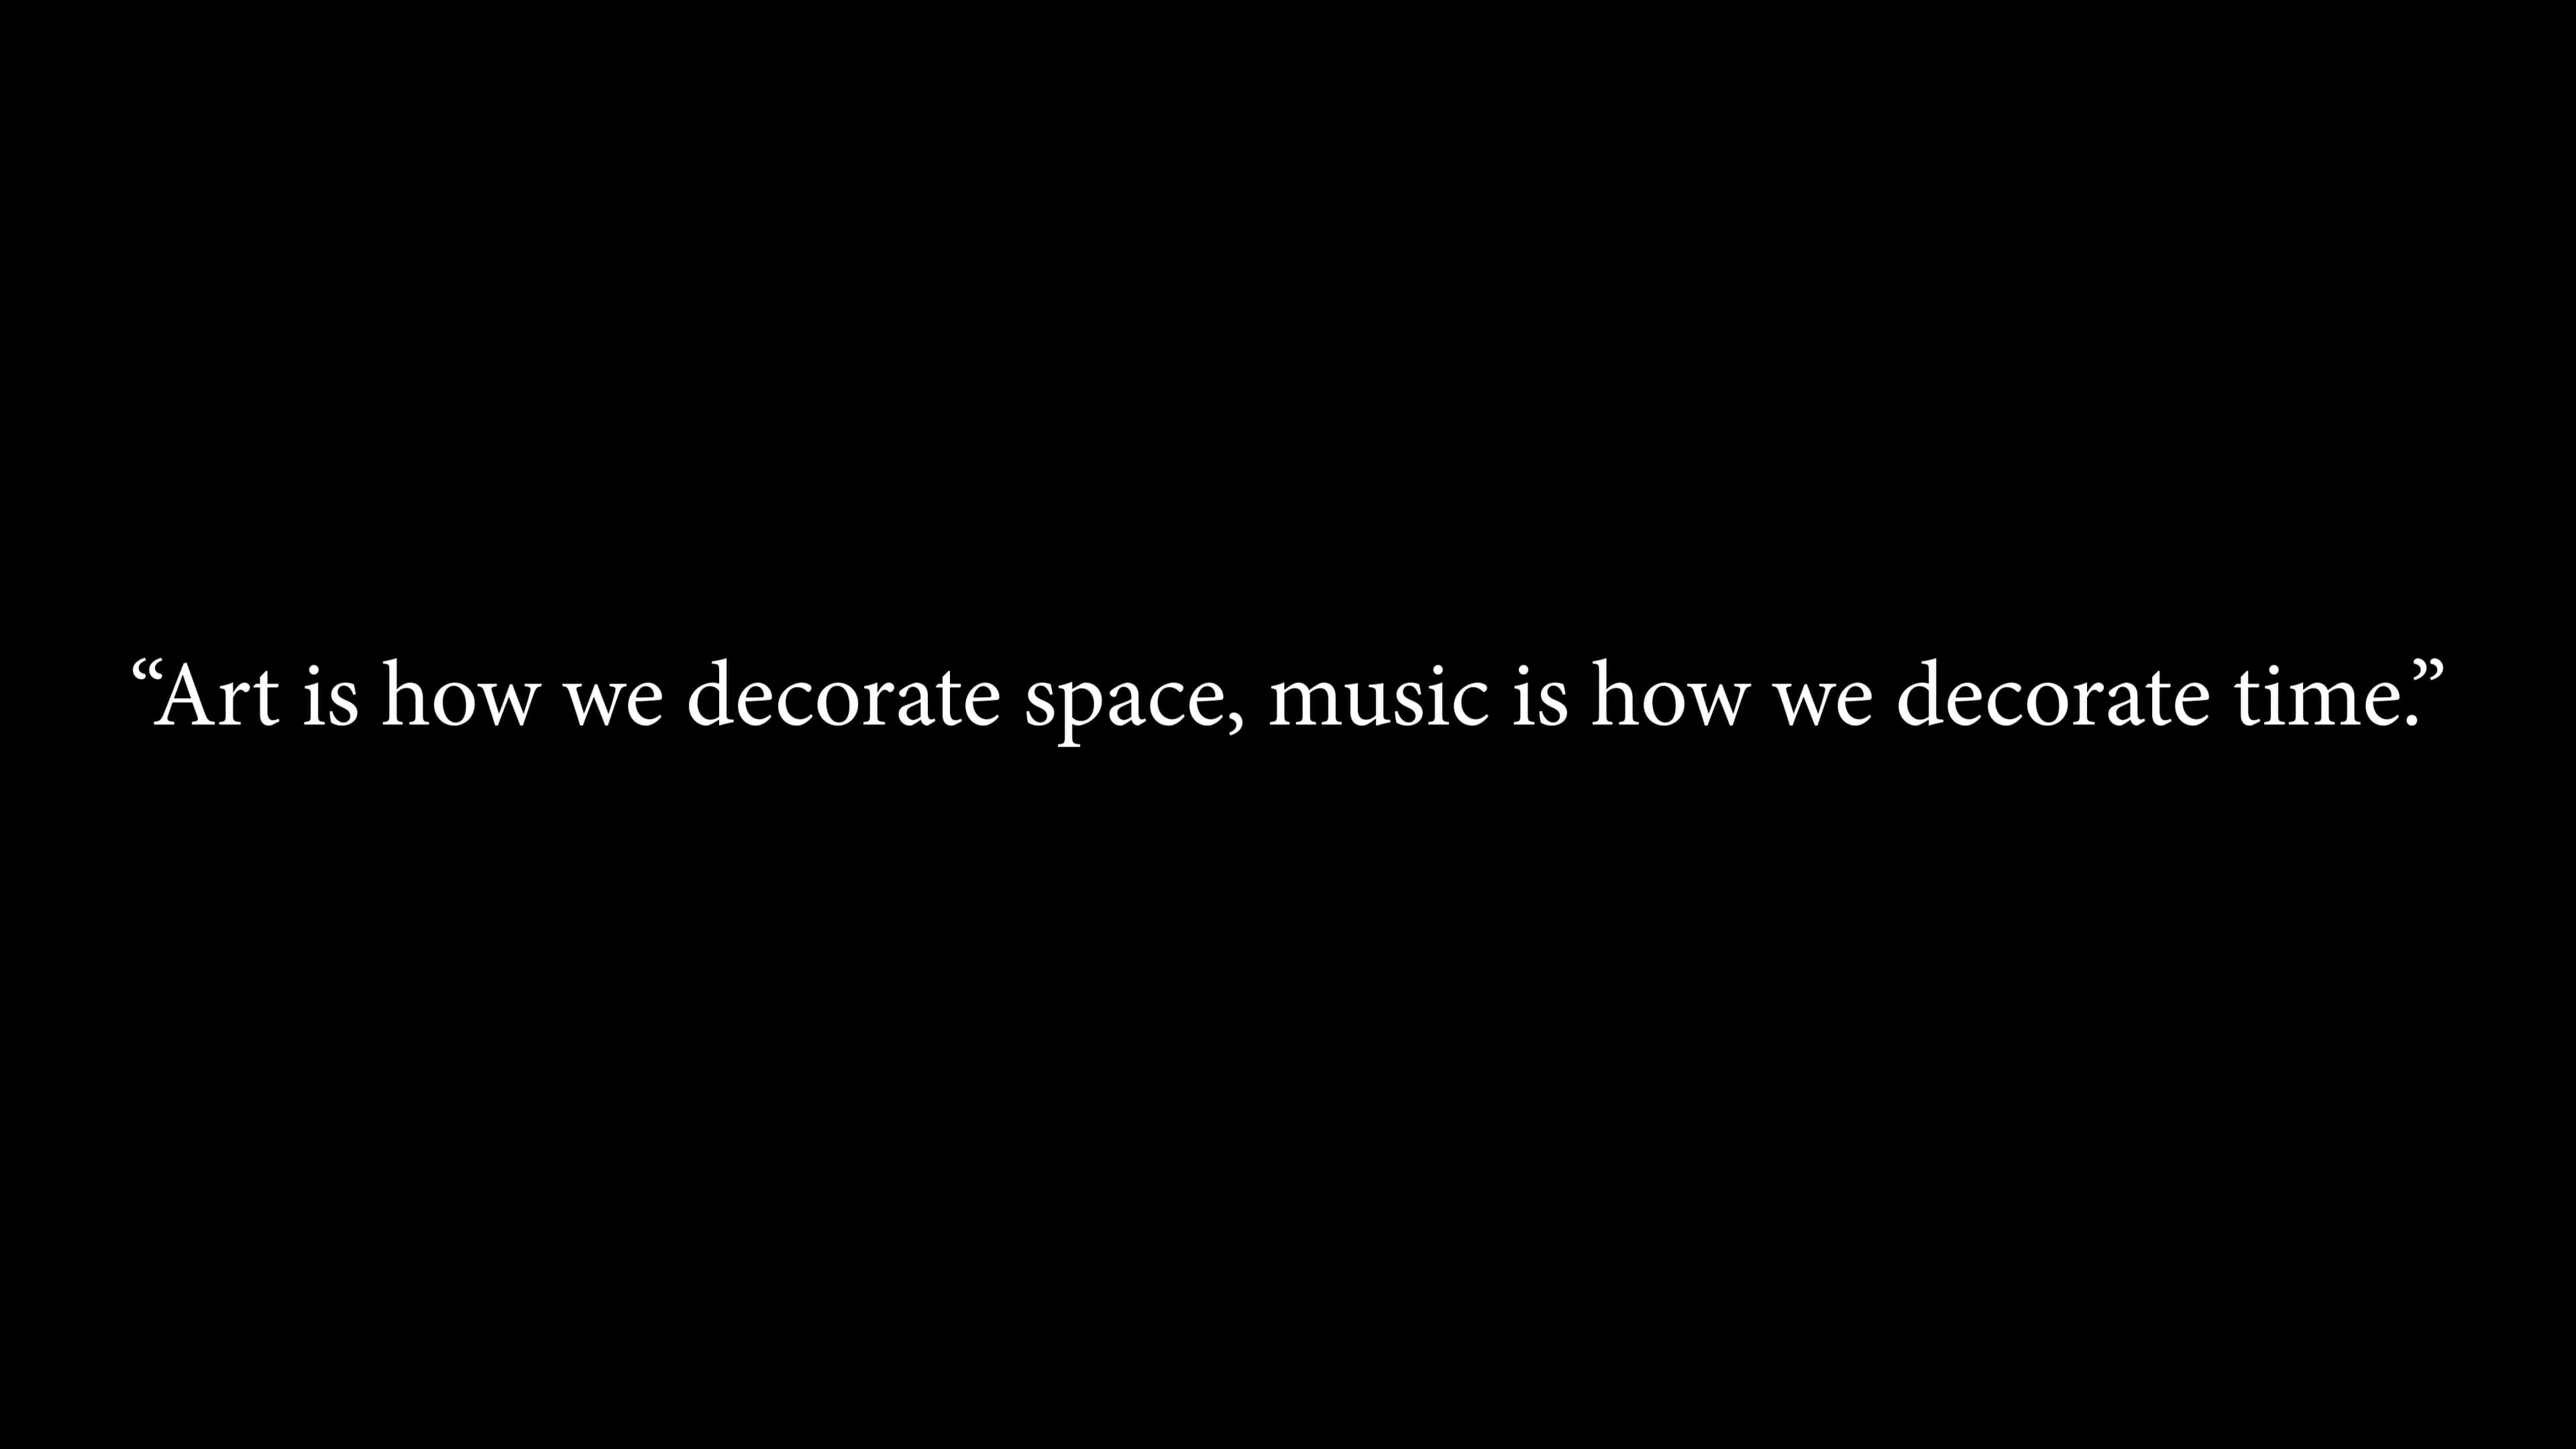 “Art is how we decorate space, music is how we decorate time.”